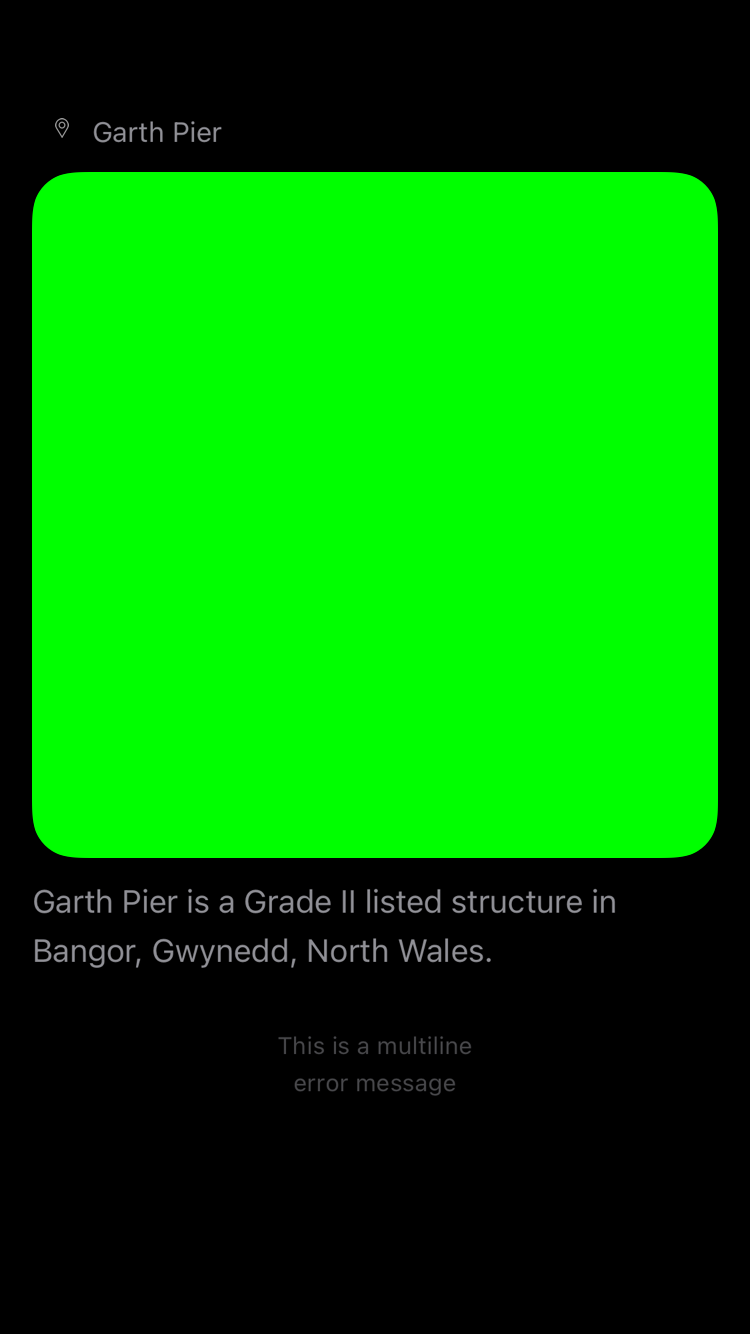 Garth Pier
Garth Pier is a Grade II listed structure in
Bangor, Gwynedd, North Wales.
This is a multiline
error message